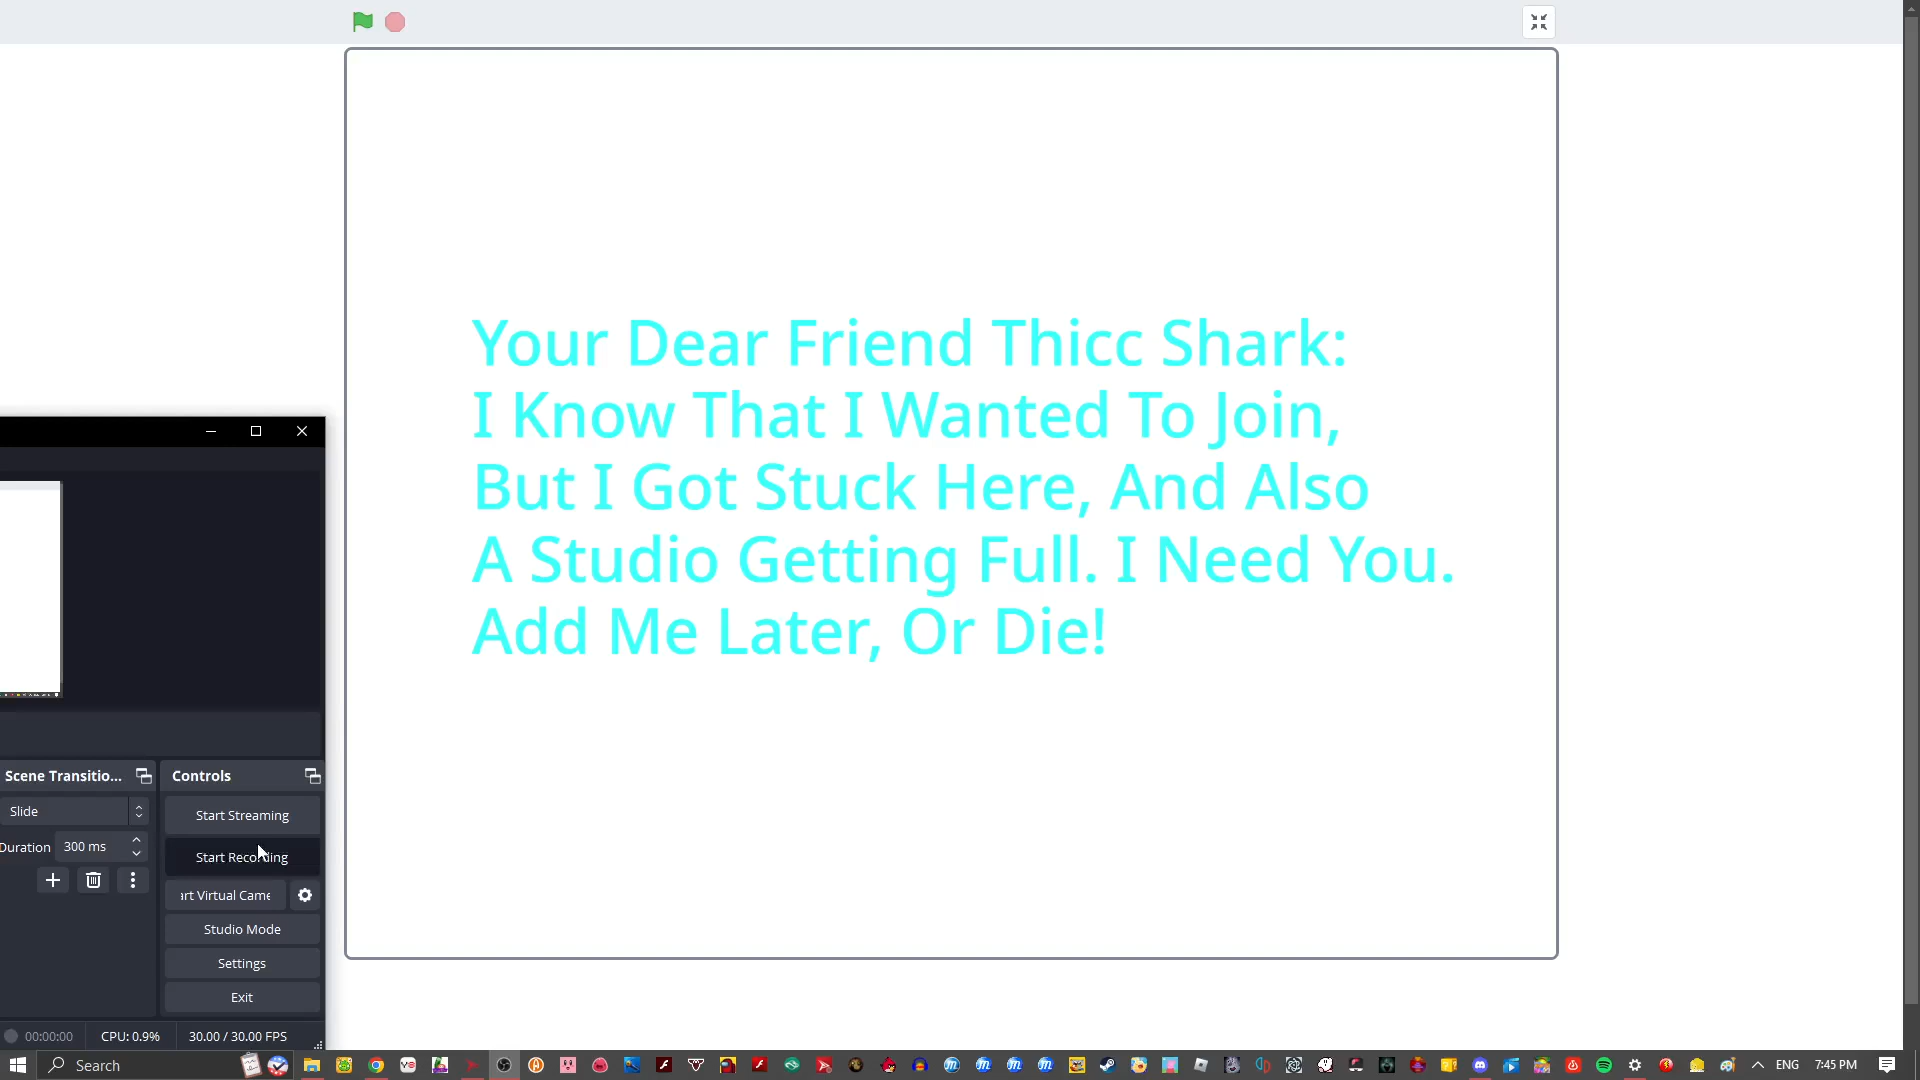 Your Dear Friend Thicc Shark:
I Know That I Wanted To Join,
But I Got Stuck Here, And Also
A Studio Getting Full. I Need You.
Add Me Later, Or Die!
Scene Transitio...
Controls
Slide
Start Streaming
Duration
300 ms
Start Recording
art Virtual Came
Studio Mode
Settings
Exit
00:00:00
CPU: 0.9%
30.00 / 30.00 FPS
Search
ENG
7:45 PM